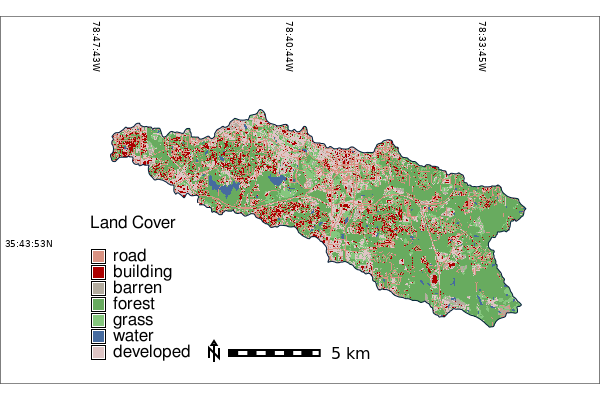 78:47:43W
78:40:44W
78:33:45W
35:43:53N
Land Cover
road
building
barren
forest
grass
water
developed
N
5 km